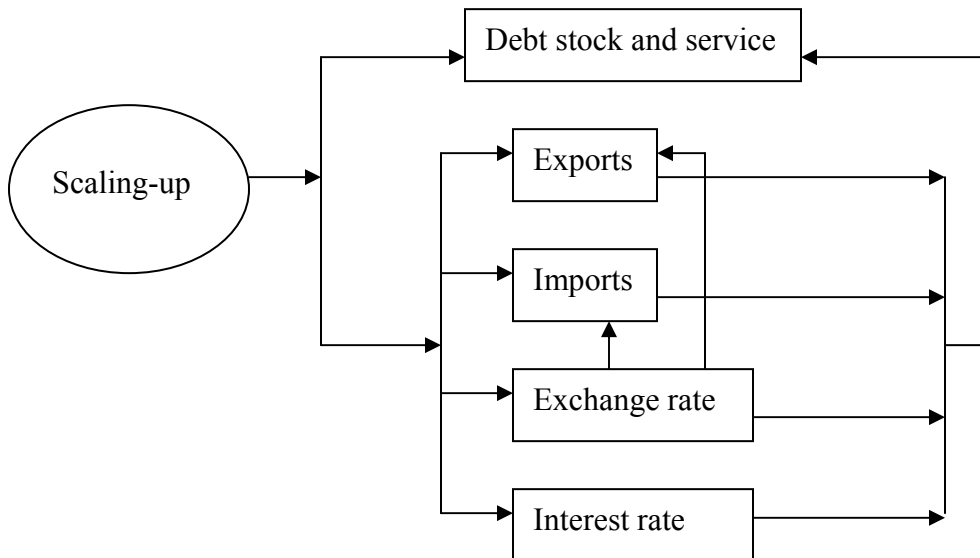 Debt stock and service
Scaling-up
Exports
Imports
Exchange rate
Interest rate